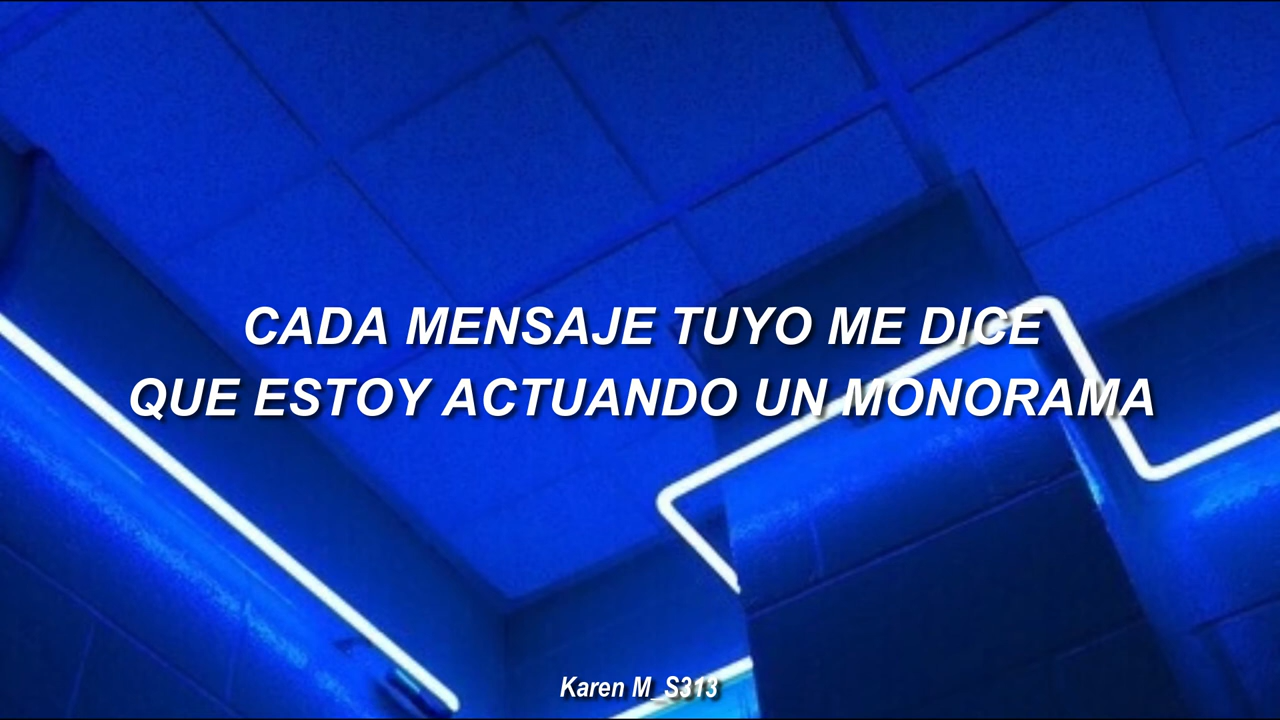 CADA MENSAJE TUYO ME DICE
QUE ESTOY ACTUANDO UN MONORAMA
Karen M_S313